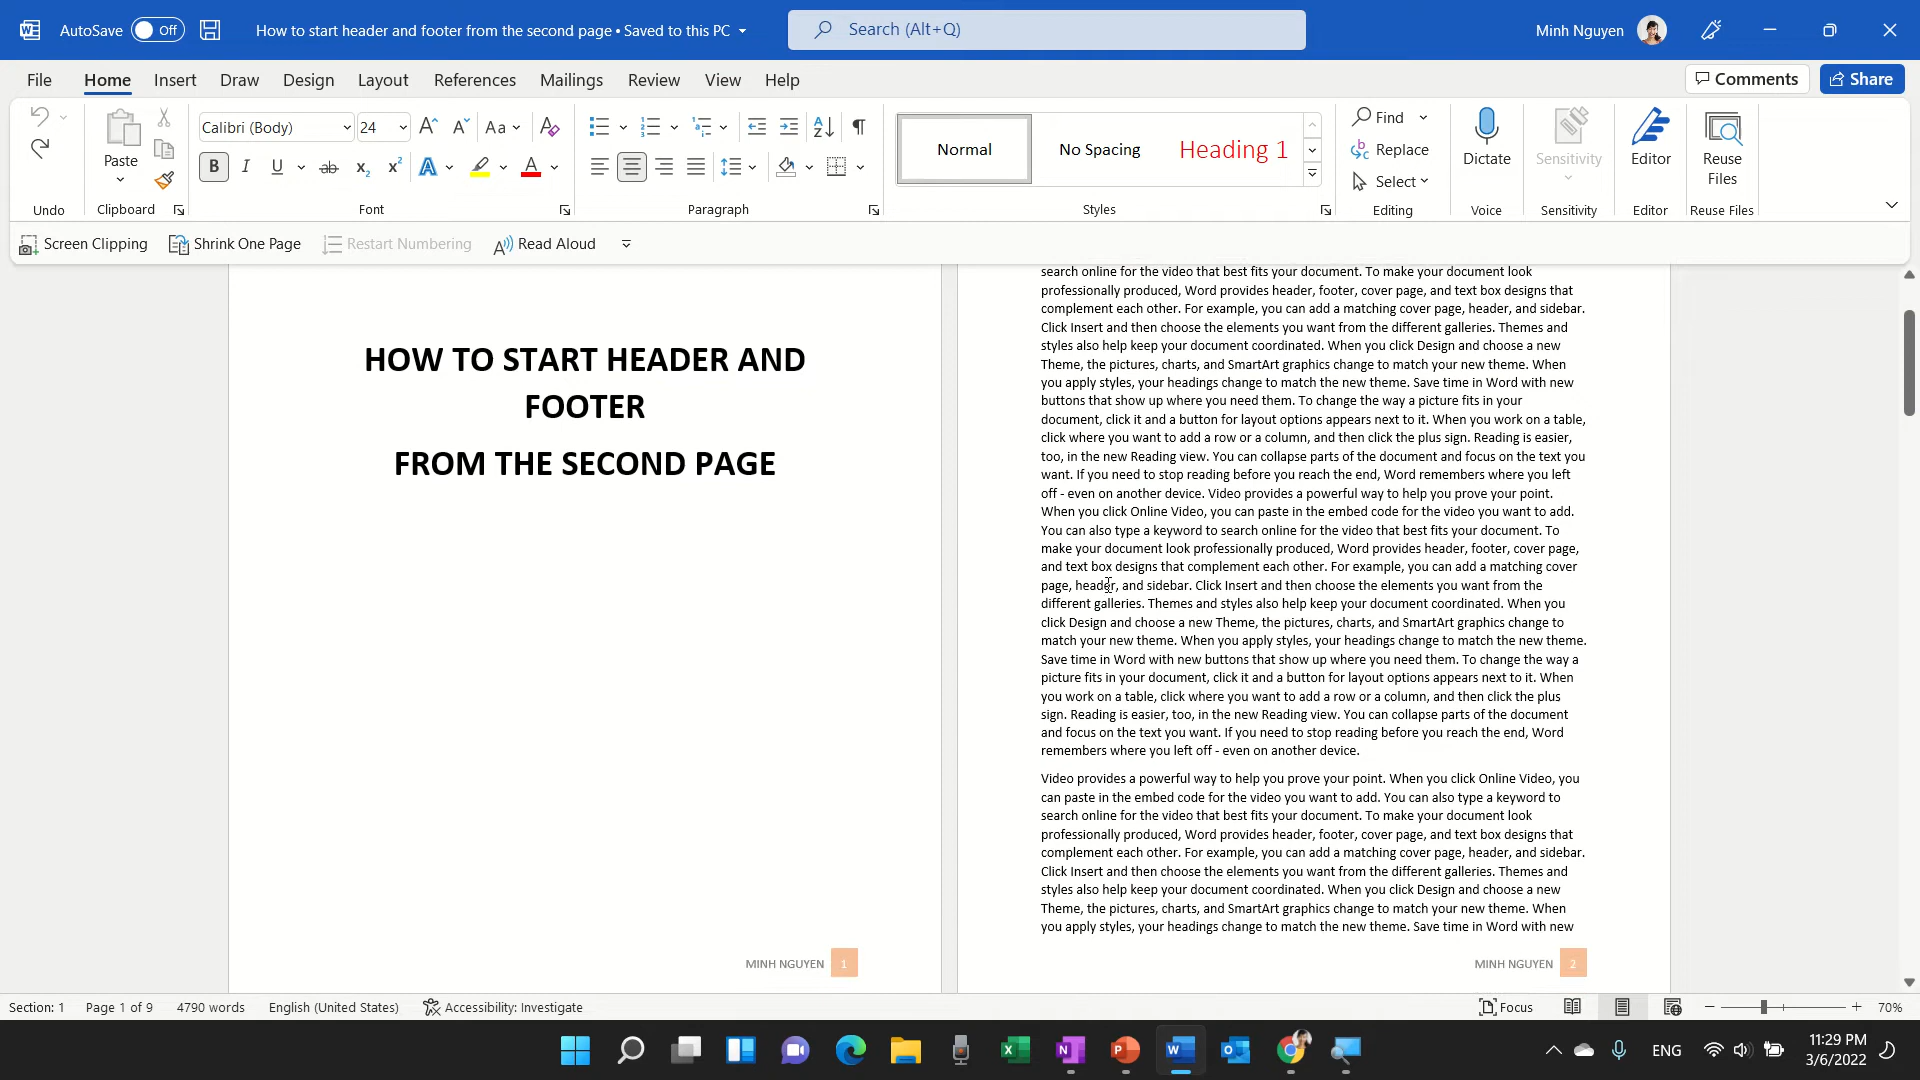 AutoSave Off How to start header and footer from the second page • Saved to this PC Search (Alt+Q) Minh Nguyen
File Home Insert Draw Design Layout References Mailings Review View Help Comments Share
Paste
Undo Clipboard
Calibri (Body) 24
Font
Paragraph
Normal No Spacing Heading 1
Styles
Find
Replace
Select
Editing
Dictate
Voice
Sensitivity
Sensitivity
Editor
Editor
Reuse
Files
Reuse Files
Screen Clipping Shrink One Page Restart Numbering Read Aloud
HOW TO START HEADER AND
FOOTER
FROM THE SECOND PAGE
MINH NGUYEN 1
search online for the video that best fits your document. To make your document look
professionally produced, Word provides header, footer, cover page, and text box designs that
complement each other. For example, you can add a matching cover page, header, and sidebar.
Click Insert and then choose the elements you want from the different galleries. Themes and
styles also help keep your document coordinated. When you click Design and choose a new
Theme, the pictures, charts, and SmartArt graphics change to match your new theme. When
you apply styles, your headings change to match the new theme. Save time in Word with new
buttons that show up where you need them. To change the way a picture fits in your
document, click it and a button for layout options appears next to it. When you work on a table,
click where you want to add a row or a column, and then click the plus sign. Reading is easier,
too, in the new Reading view. You can collapse parts of the document and focus on the text you
want. If you need to stop reading before you reach the end, Word remembers where you left
off - even on another device. Video provides a powerful way to help you prove your point.
When you click Online Video, you can paste in the embed code for the video you want to add.
You can also type a keyword to search online for the video that best fits your document. To
make your document look professionally produced, Word provides header, footer, cover page,
and text box designs that complement each other. For example, you can add a matching cover
page, header, and sidebar. Click Insert and then choose the elements you want from the
different galleries. Themes and styles also help keep your document coordinated. When you
click Design and choose a new Theme, the pictures, charts, and SmartArt graphics change to
match your new theme. When you apply styles, your headings change to match the new theme.
Save time in Word with new buttons that show up where you need them. To change the way a
picture fits in your document, click it and a button for layout options appears next to it. When
you work on a table, click where you want to add a row or a column, and then click the plus
sign. Reading is easier, too, in the new Reading view. You can collapse parts of the document
and focus on the text you want. If you need to stop reading before you reach the end, Word
remembers where you left off - even on another device.
Video provides a powerful way to help you prove your point. When you click Online Video, you
can paste in the embed code for the video you want to add. You can also type a keyword to
search online for the video that best fits your document. To make your document look
professionally produced, Word provides header, footer, cover page, and text box designs that
complement each other. For example, you can add a matching cover page, header, and sidebar.
Click Insert and then choose the elements you want from the different galleries. Themes and
styles also help keep your document coordinated. When you click Design and choose a new
Theme, the pictures, charts, and SmartArt graphics change to match your new theme. When
you apply styles, your headings change to match the new theme. Save time in Word with new
MINH NGUYEN 2
Section: 1 Page 1 of 9 4790 words English (United States) Accessibility: Investigate Focus 70%
ENG 11:29 PM
3/6/2022